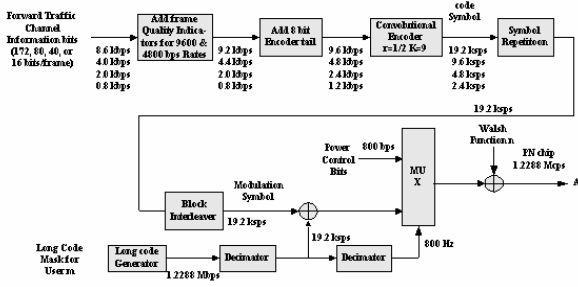 Forward Traffic
Channel
Information bits
(172, 80, 40, or
16 bits/frame)
8.6 kbps
4.0 kbps
2.0 kbps
0.8 kbps
Add frame
Quality Indica-
tors for 9600 &
4800 bps Rates
9.2 kbps
4.4 kbps
2.0 kbps
0.8 kbps
Add 8 bit
Encoder tail
9.6 kbps
4.8 kbps
2.4 kbps
1.2 kbps
Convolutional
Encoder
r=1/2 K=9
code
Symbol
19.2 ksps
9.6 ksps
4.8 ksps
2.4 ksps
Symbol
Repetitoon
19.2 ksps
Power
Control
Bits
800 bps
MU
X
Walsh
Function n
PN chip
1.2288 Mcps
A
Block
Interleaver
Modulation
Symbol
19.2 ksps
19.2 ksps
800 Hz
Long Code
Mask for
User m
Long code
Generator
1.2288 Mbps
Decimator
Decimator